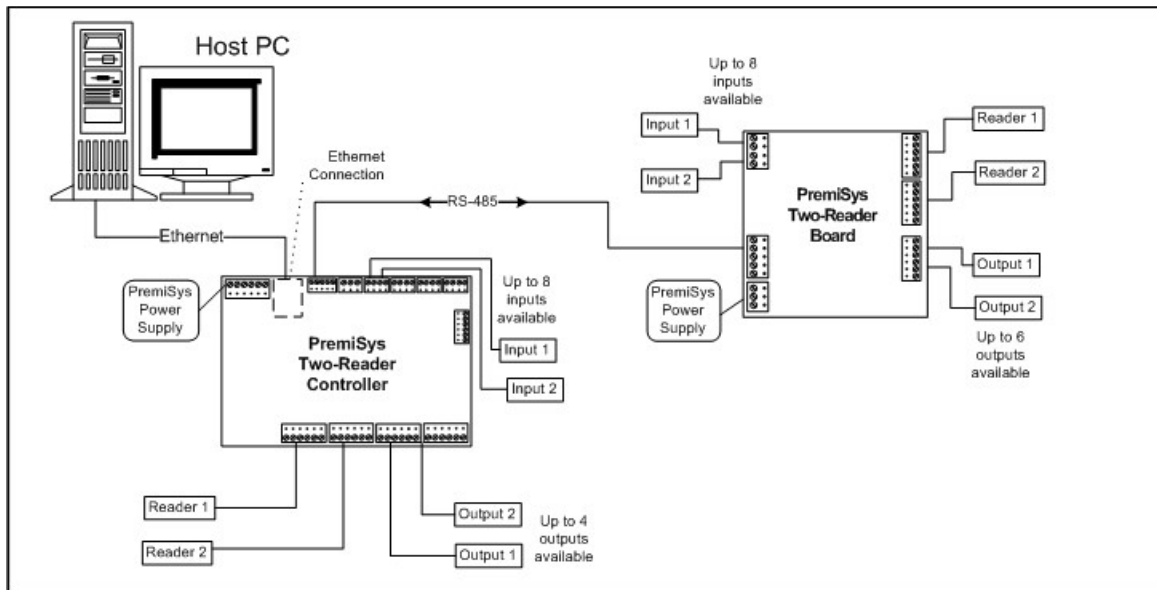 Host PC
Ethernet
Connection
Ethernet
RS-485
PremiSys
Power
Supply
PremiSys
Two-Reader
Controller
Up to 8
inputs
available
Input 1
Input 2
Reader 1
Reader 2
Output 2
Output 1
Up to 4
outputs
available
Up to 8
inputs
available
Input 1
Input 2
PremiSys
Two-Reader
Board
PremiSys
Power
Supply
Reader 1
Reader 2
Output 1
Output 2
Up to 6
outputs
available